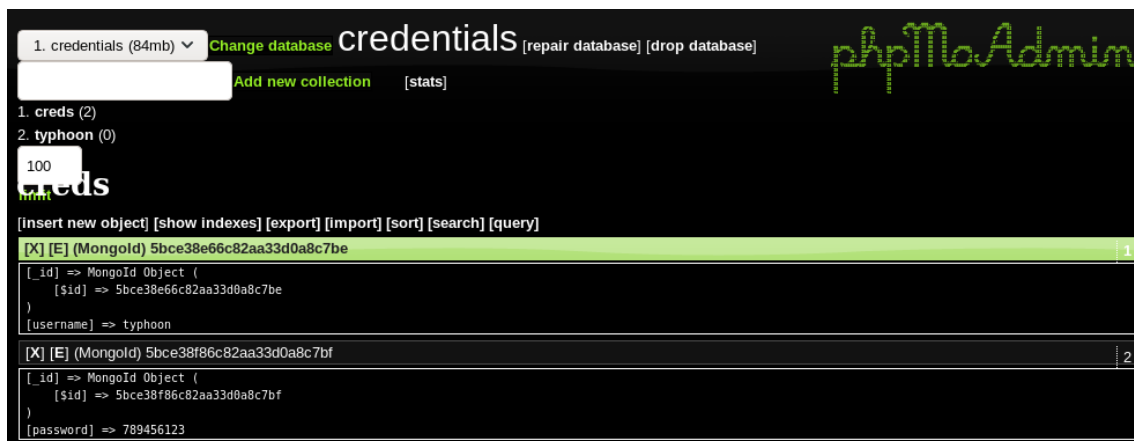 1. credentials (84mb) Change database credentials [repair database] [drop database]
phpMoAdmin
Add new collection [stats]
1. creds (2)
2. typhoon (0)
100
limit
creds
[insert new object] [show indexes] [export] [import] [sort] [search] [query]
[X] [E] (MongoId) 5bce38e66c82aa33d0a8c7be 1
[_id] => MongoId Object (
[$id] => 5bce38e66c82aa33d0a8c7be
)
[username] => typhoon
[X] [E] (MongoId) 5bce38f86c82aa33d0a8c7bf 2
[_id] => MongoId Object (
[$id] => 5bce38f86c82aa33d0a8c7bf
)
[password] => 789456123